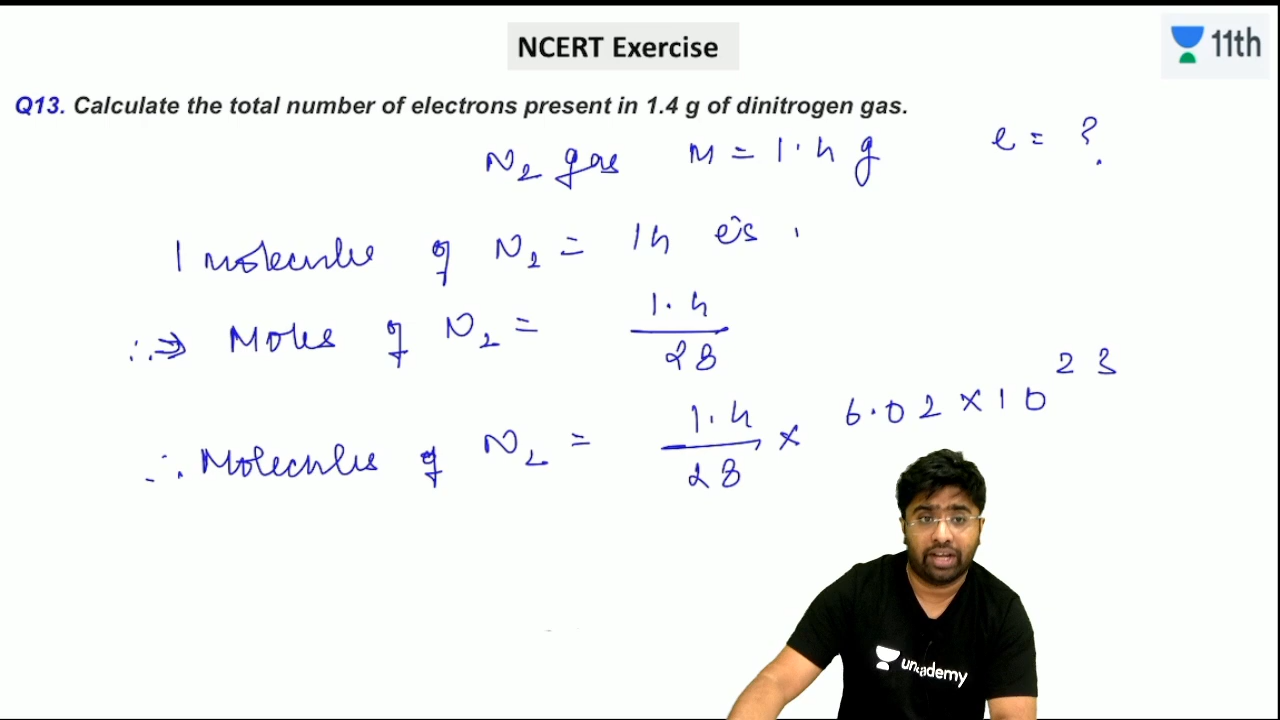 NCERT Exercise
11th
Q13. Calculate the total number of electrons present in 1.4 g of dinitrogen gas.
N2 gas M = 1.4 g e = ?
1 molecule of N2 = 14 e's .
∴⇒ Moles of N2 = 1.4 / 28
∴ Molecules of N2 = 1.4 / 28 × 6.02 × 10^23
unacademy